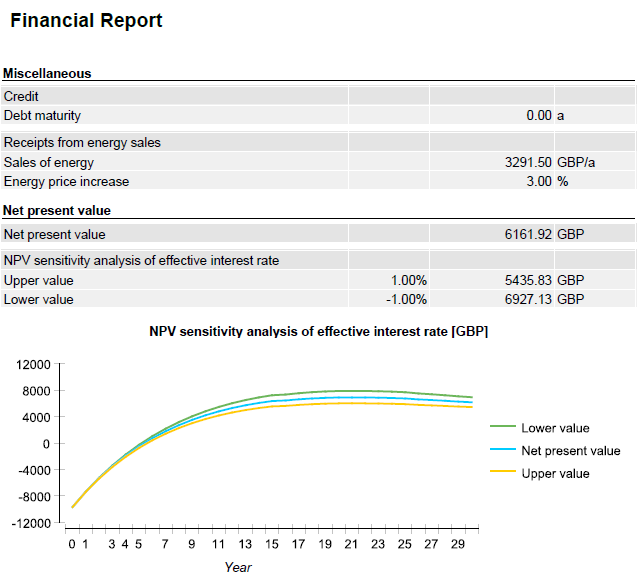 Financial Report
Miscellaneous
Credit
Debt maturity 0.00 a
Receipts from energy sales
Sales of energy 3291.50 GBP/a
Energy price increase 3.00 %
Net present value
Net present value 6161.92 GBP
NPV sensitivity analysis of effective interest rate
Upper value 1.00% 5435.83 GBP
Lower value -1.00% 6927.13 GBP
NPV sensitivity analysis of effective interest rate [GBP]
12000
8000
4000
0
-4000
-8000
-12000
0 1 3 4 5 7 9 11 13 15 17 19 21 23 25 27 29
Year
Lower value
Net present value
Upper value